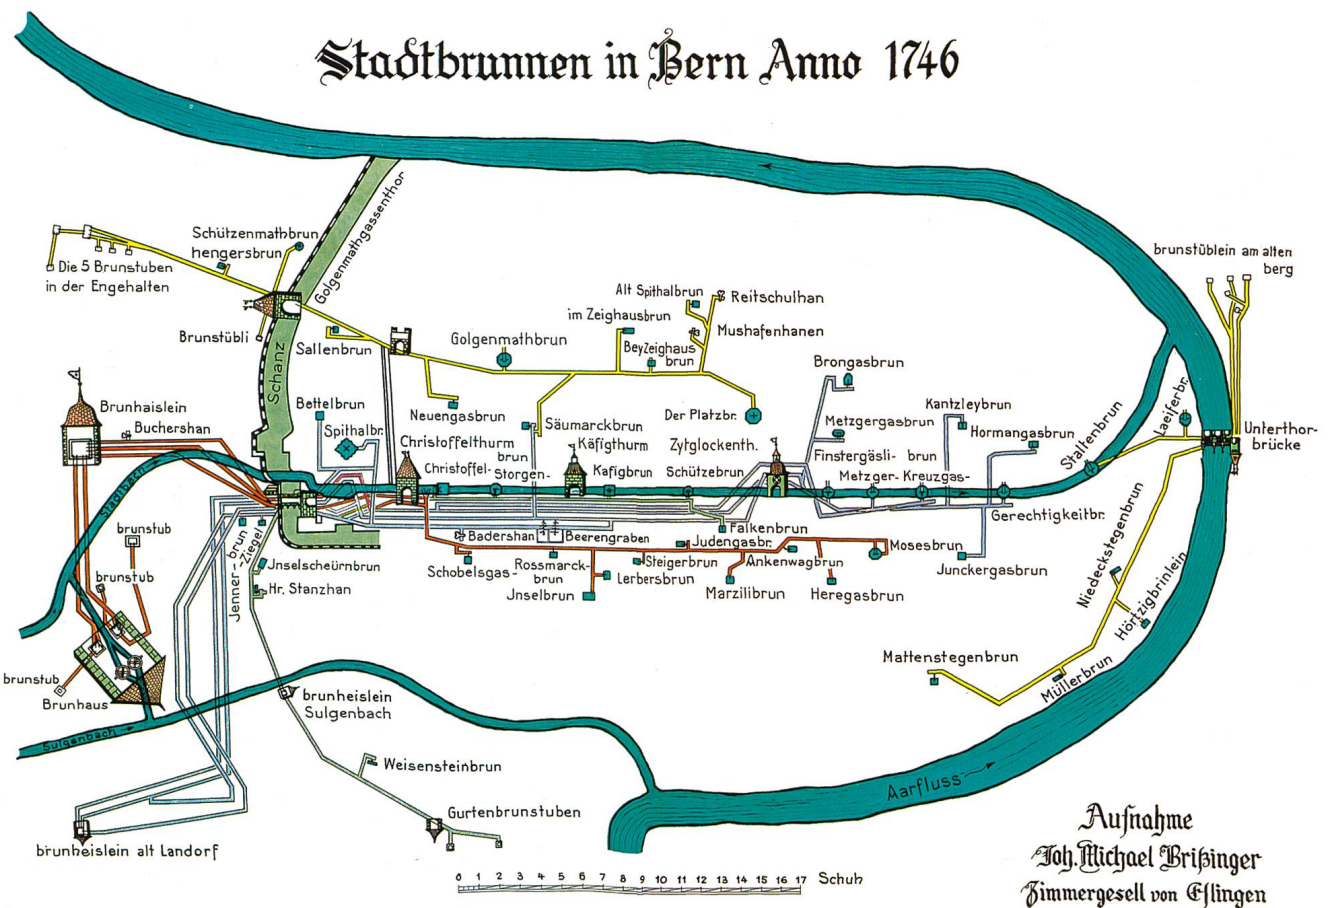 Stadtbrunnen in Bern Anno 1746
Golgenmathgassenthor
Schützenmathbrun
hengersbrun
Die 5 Brunstuben
in der Engehalten
Brunstübli
Schanz
Sallenbrun
Golgenmathbrun
Alt Spithalbrun
Reitschulhan
im Zeighausbrun
Mushafenhanen
BeyZeighaus
brun
Neuengasbrun
Säumarckbrun
Der Platzbr.
Brongasbrun
Metzgergasbrun
Kantzleybrun
Hormangasbrun
brunstüblein am alten
berg
Unterthor-
brücke
Laeiferbr.
Staltenbrun
Brunhaislein
Buchershan
Bettelbrun
Spithalbr.
Christoffelthurm
brun
Christoffel-
Storgen-
Käfigthurm
Kafigbrun
Zytglockenth.
Schützebrun
Finstergäsli-
brun
Metzger-
Kreuzgas-
Gerechtigkeitbr.
Stachbach
brunstub
brunstub
brunstub
Brunhaus
Jenner-brun
-Ziegel
Jnselscheürnbrun
Hr. Stanzhan
Badershan
Beerengraben
Falkenbrun
Schobelsgas-
Rossmarck-
brun
Jnselbrun
Steigerbrun
Lerbersbrun
Judengasbr.
Marzilibrun
Ankenwagbrun
Heregasbrun
Mosesbrun
Junckergasbrun
Niedeckstegenbrun
Hörtzigbrinlein
Mattenstegenbrun
Müllerbrun
Sulgenbach
brunheislein
Sulgenbach
Weisensteinbrun
Gurtenbrunstuben
brunheislein alt Landorf
Aarfluss
0 1 2 3 4 5 6 7 8 9 10 11 12 13 14 15 16 17 Schuh
Aufnahme
Joh. Michael Brißinger
Zimmergesell von Eßlingen